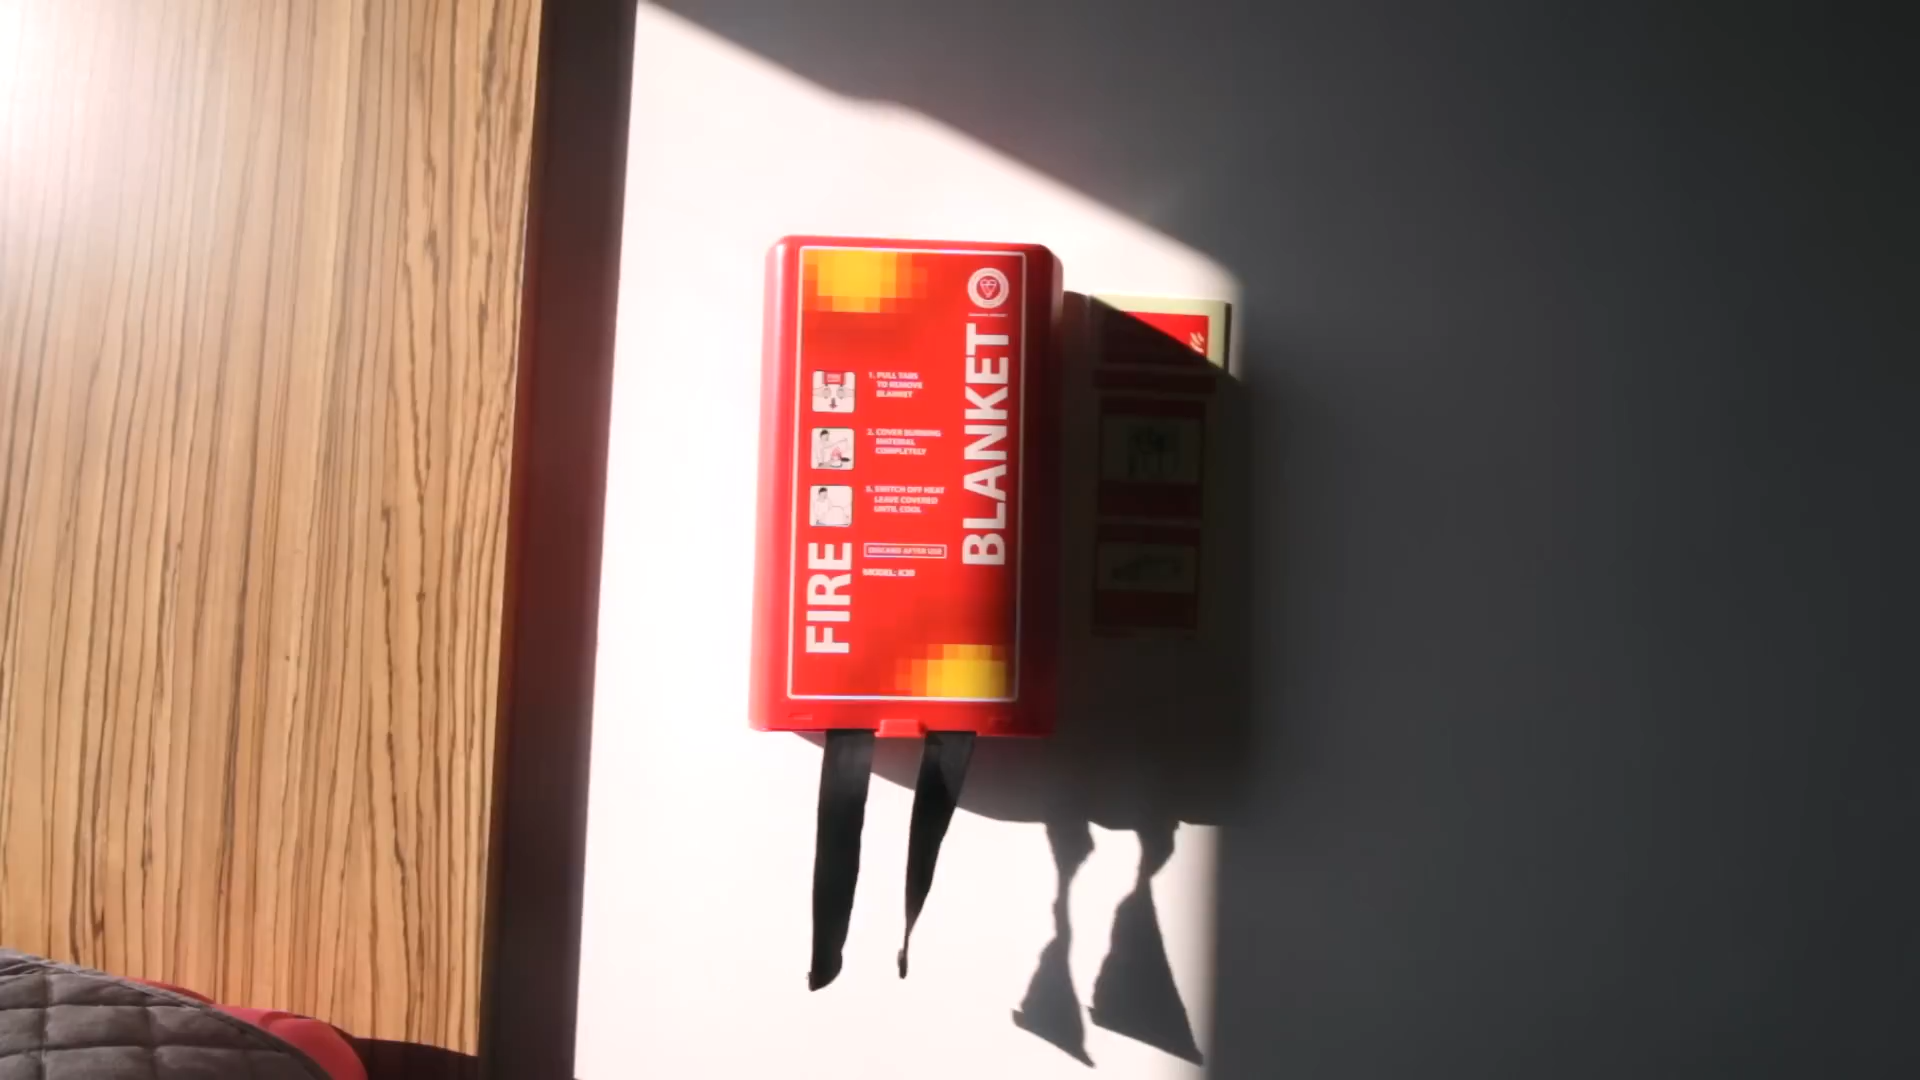 FIRE
BLANKET
1. PULL TABS
TO REMOVE
BLANKET
2. COVER BURNING
MATERIAL
COMPLETELY
3. SWITCH OFF HEAT
LEAVE COVERED
UNTIL COOL
DISCARD AFTER USE